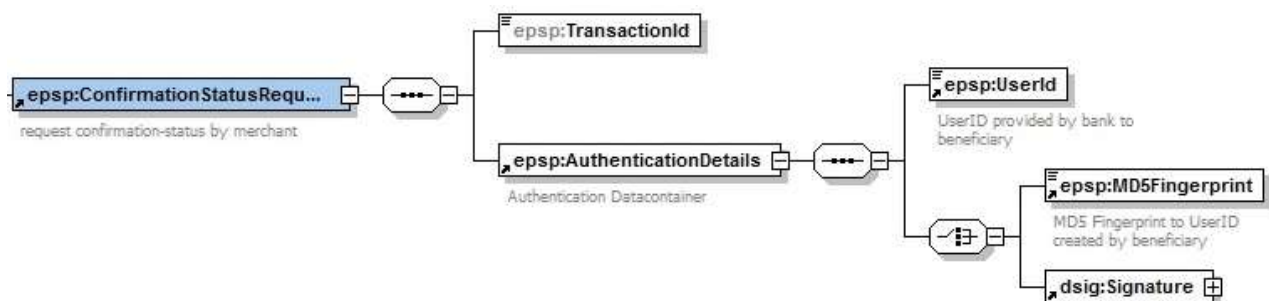 epsp:TransactionId
epsp:ConfirmationStatusRequ...
request confirmation-status by merchant
epsp:AuthenticationDetails
Authentication Datacontainer
epsp:UserId
UserID provided by bank to
beneficiary
epsp:MD5Fingerprint
MD5 Fingerprint to UserID
created by beneficiary
dsig:Signature